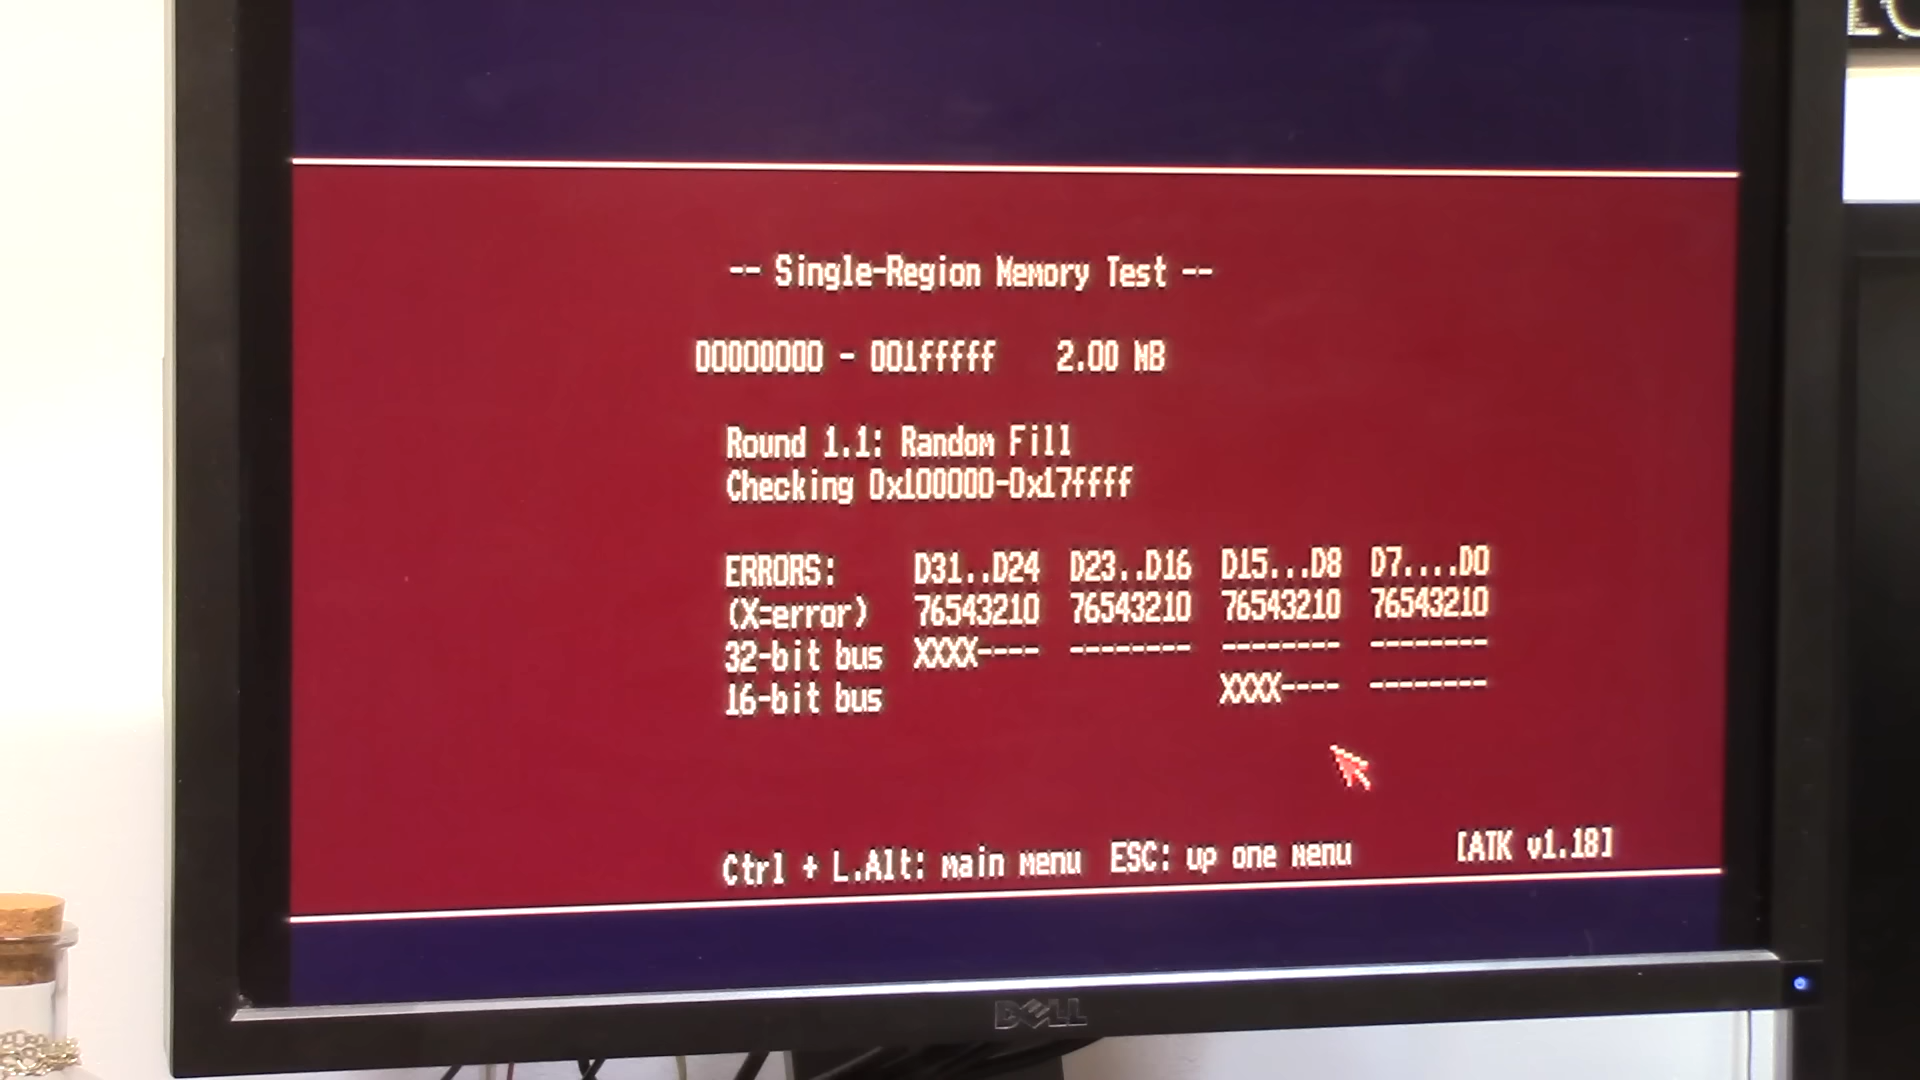 -- Single-Region Memory Test --
00000000 - 001fffff 2.00 MB
Round 1.1: Random Fill
Checking 0x100000-0x17ffff
ERRORS: D31..D24 D23..D16 D15...D8 D7....D0
(X=error) 76543210 76543210 76543210 76543210
32-bit bus XXXX---- -------- -------- --------
16-bit bus XXXX---- --------
Ctrl + L.Alt: main menu ESC: up one menu [ATK v1.18]
DELL